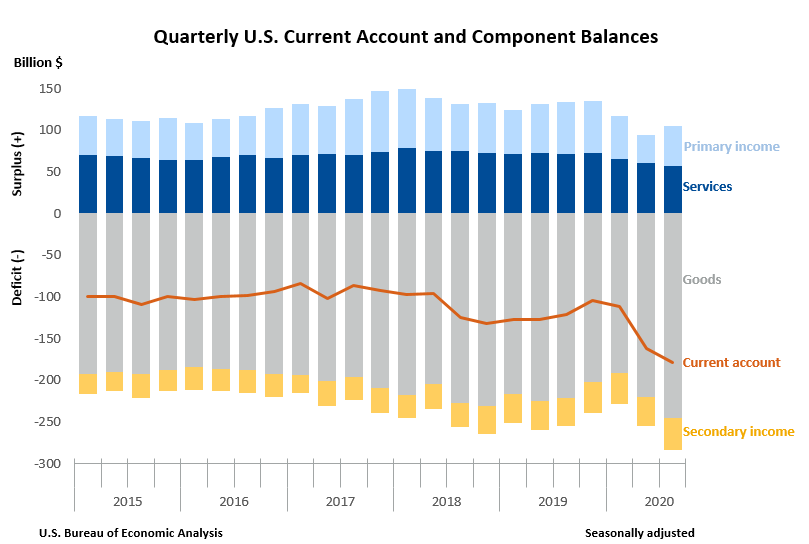 Quarterly U.S. Current Account and Component Balances
Billion $
150
100
50
0
-50
-100
-150
-200
-250
-300
Surplus (+)
Deficit (-)
Primary income
Services
Goods
Current account
Secondary income
2015 2016 2017 2018 2019 2020
U.S. Bureau of Economic Analysis
Seasonally adjusted